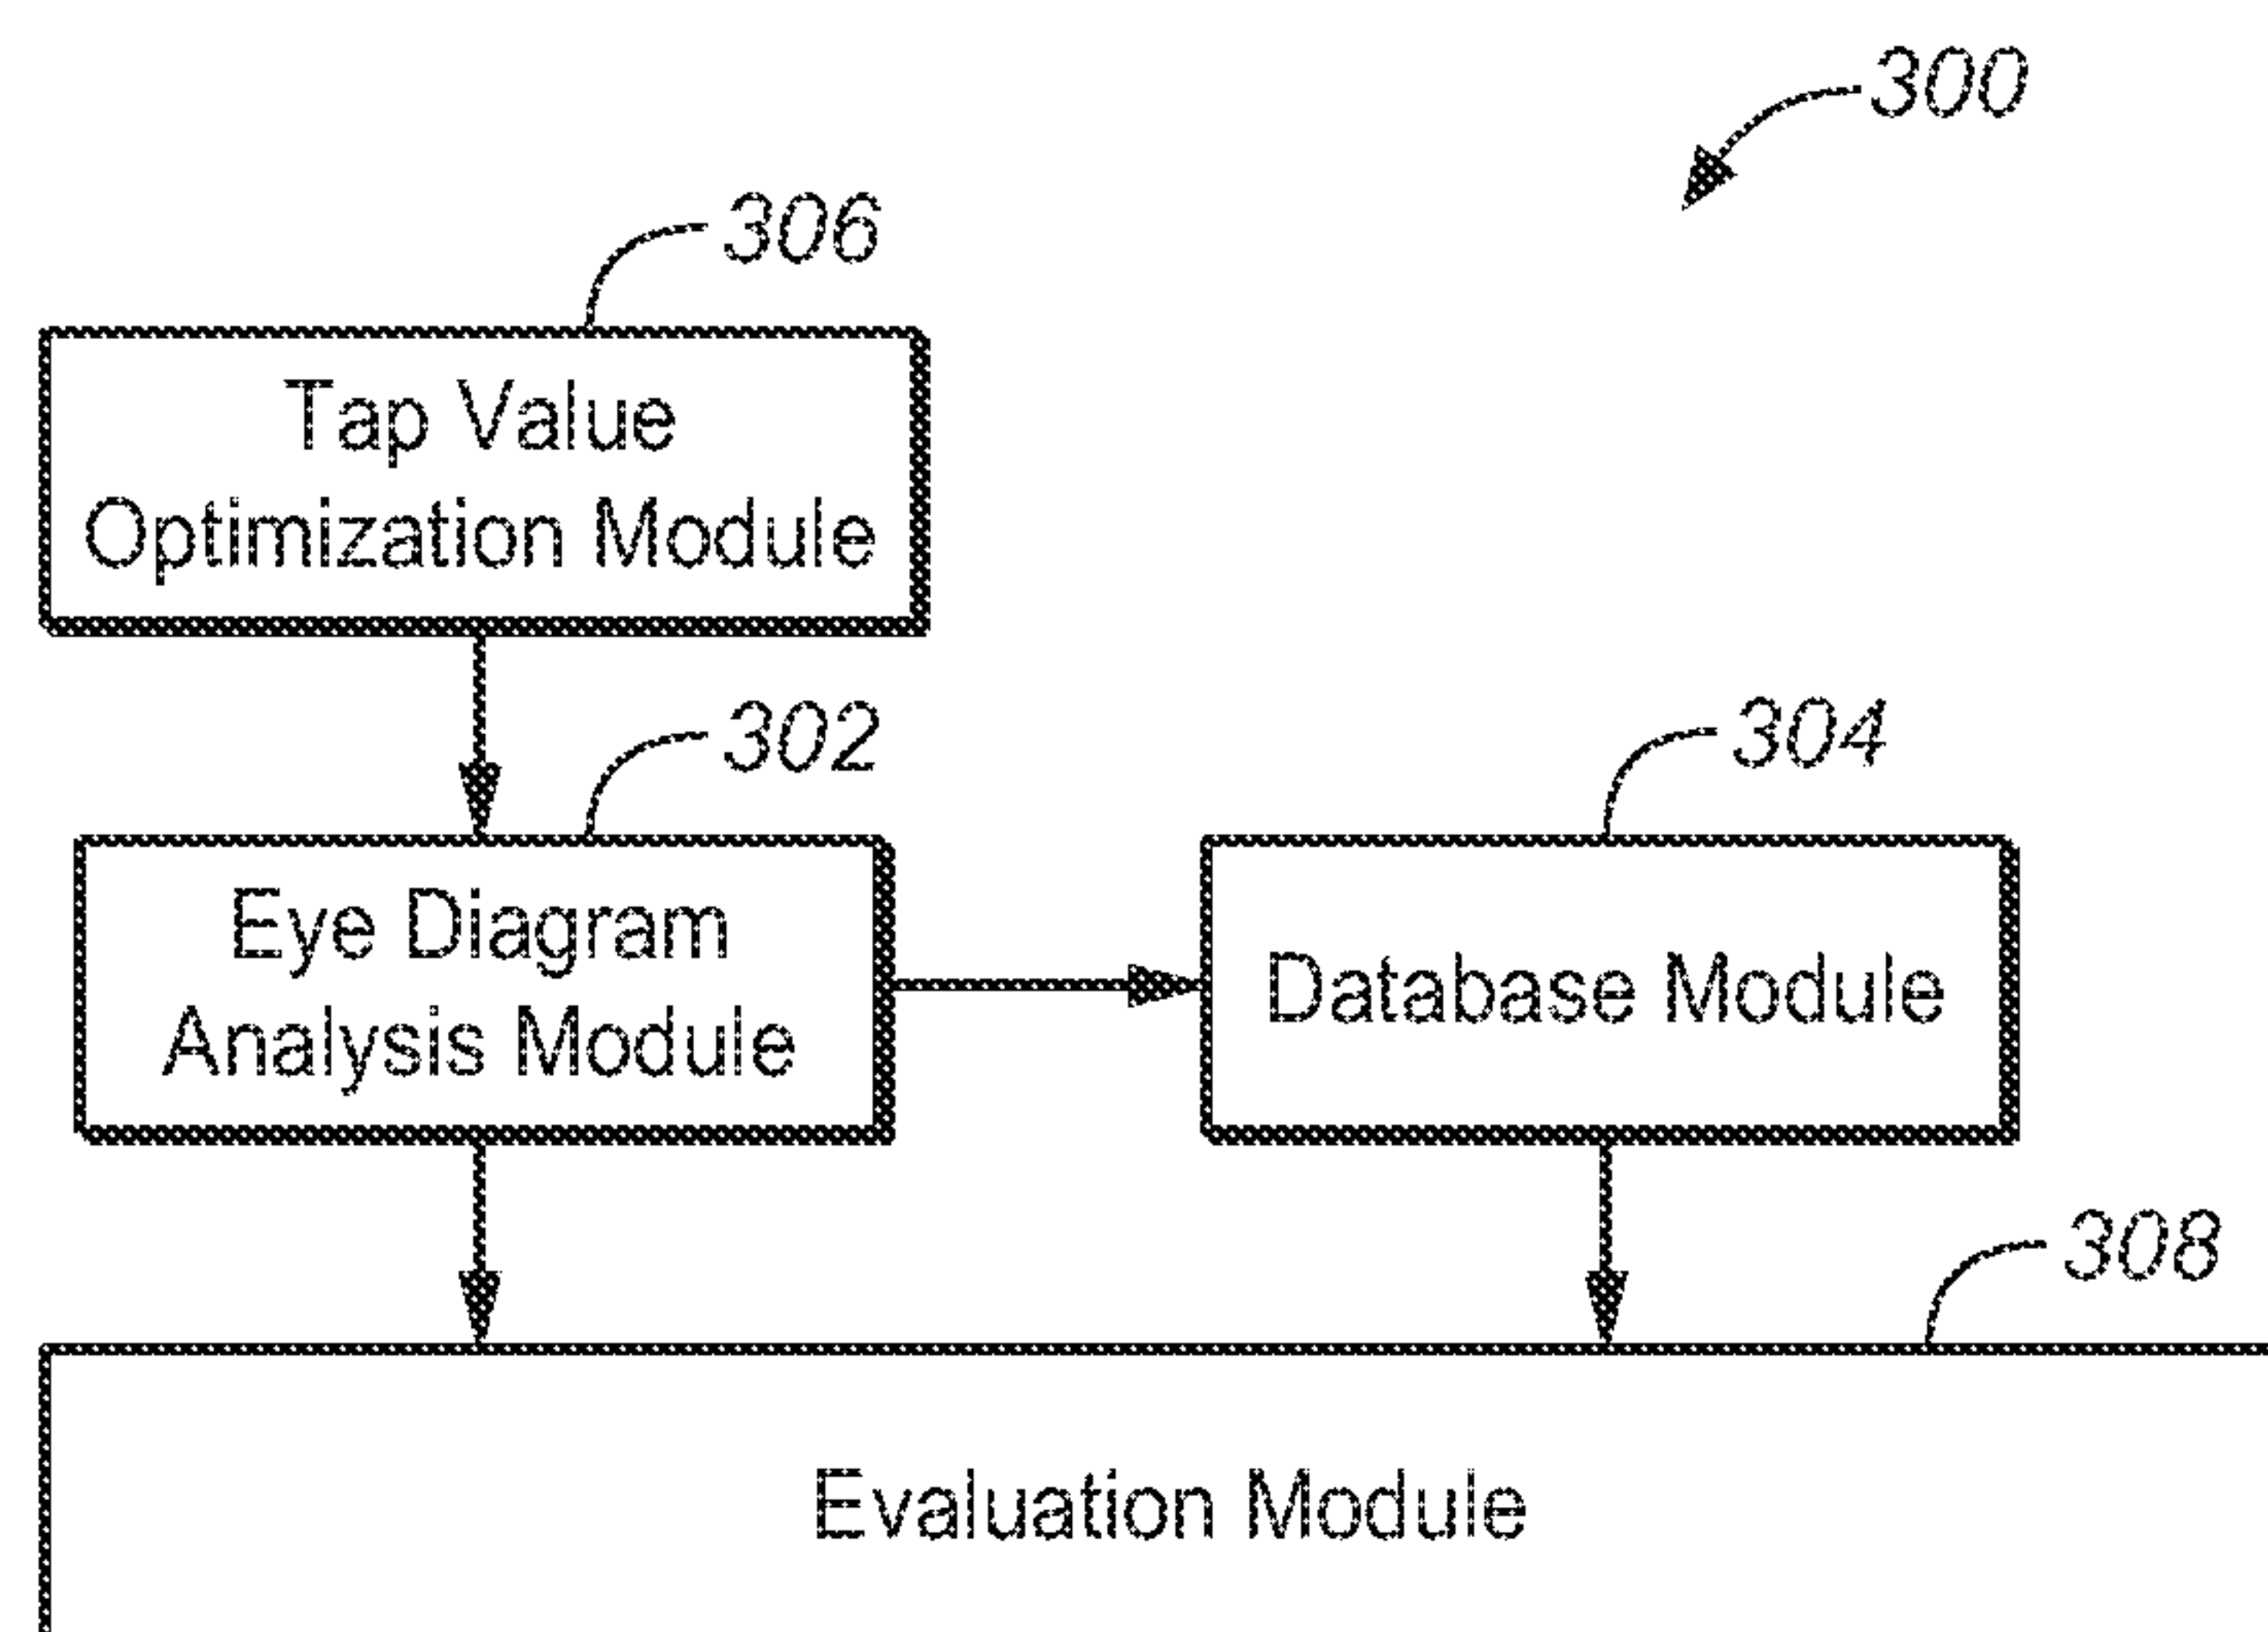 300
306
Tap Value
Optimization Module
302
304
Eye Diagram
Analysis Module
Database Module
308
Evaluation Module